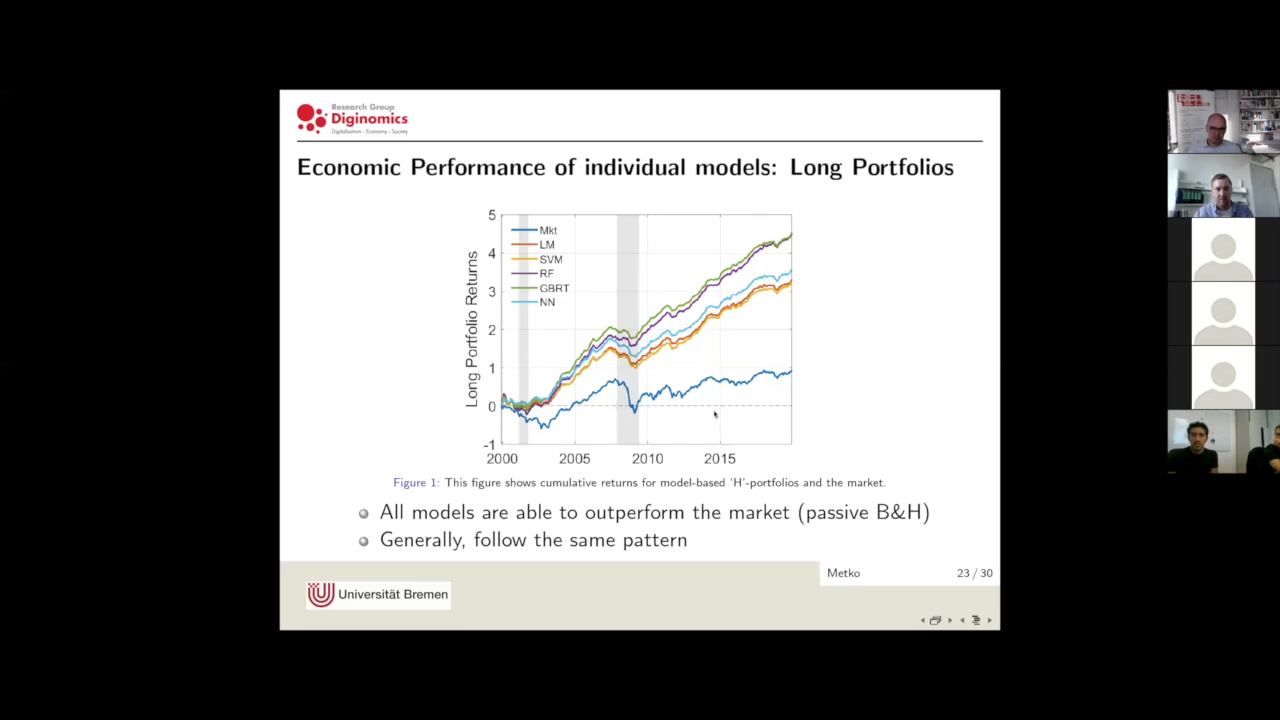 Research Group
Diginomics
Digitalization - Economy - Society
Economic Performance of individual models: Long Portfolios
Long Portfolio Returns
5
4
3
2
1
0
-1
Mkt
LM
SVM
RF
GBRT
NN
2000 2005 2010 2015
Figure 1: This figure shows cumulative returns for model-based 'H'-portfolios and the market.
All models are able to outperform the market (passive B&H)
Generally, follow the same pattern
Metko 23 / 30
Universität Bremen